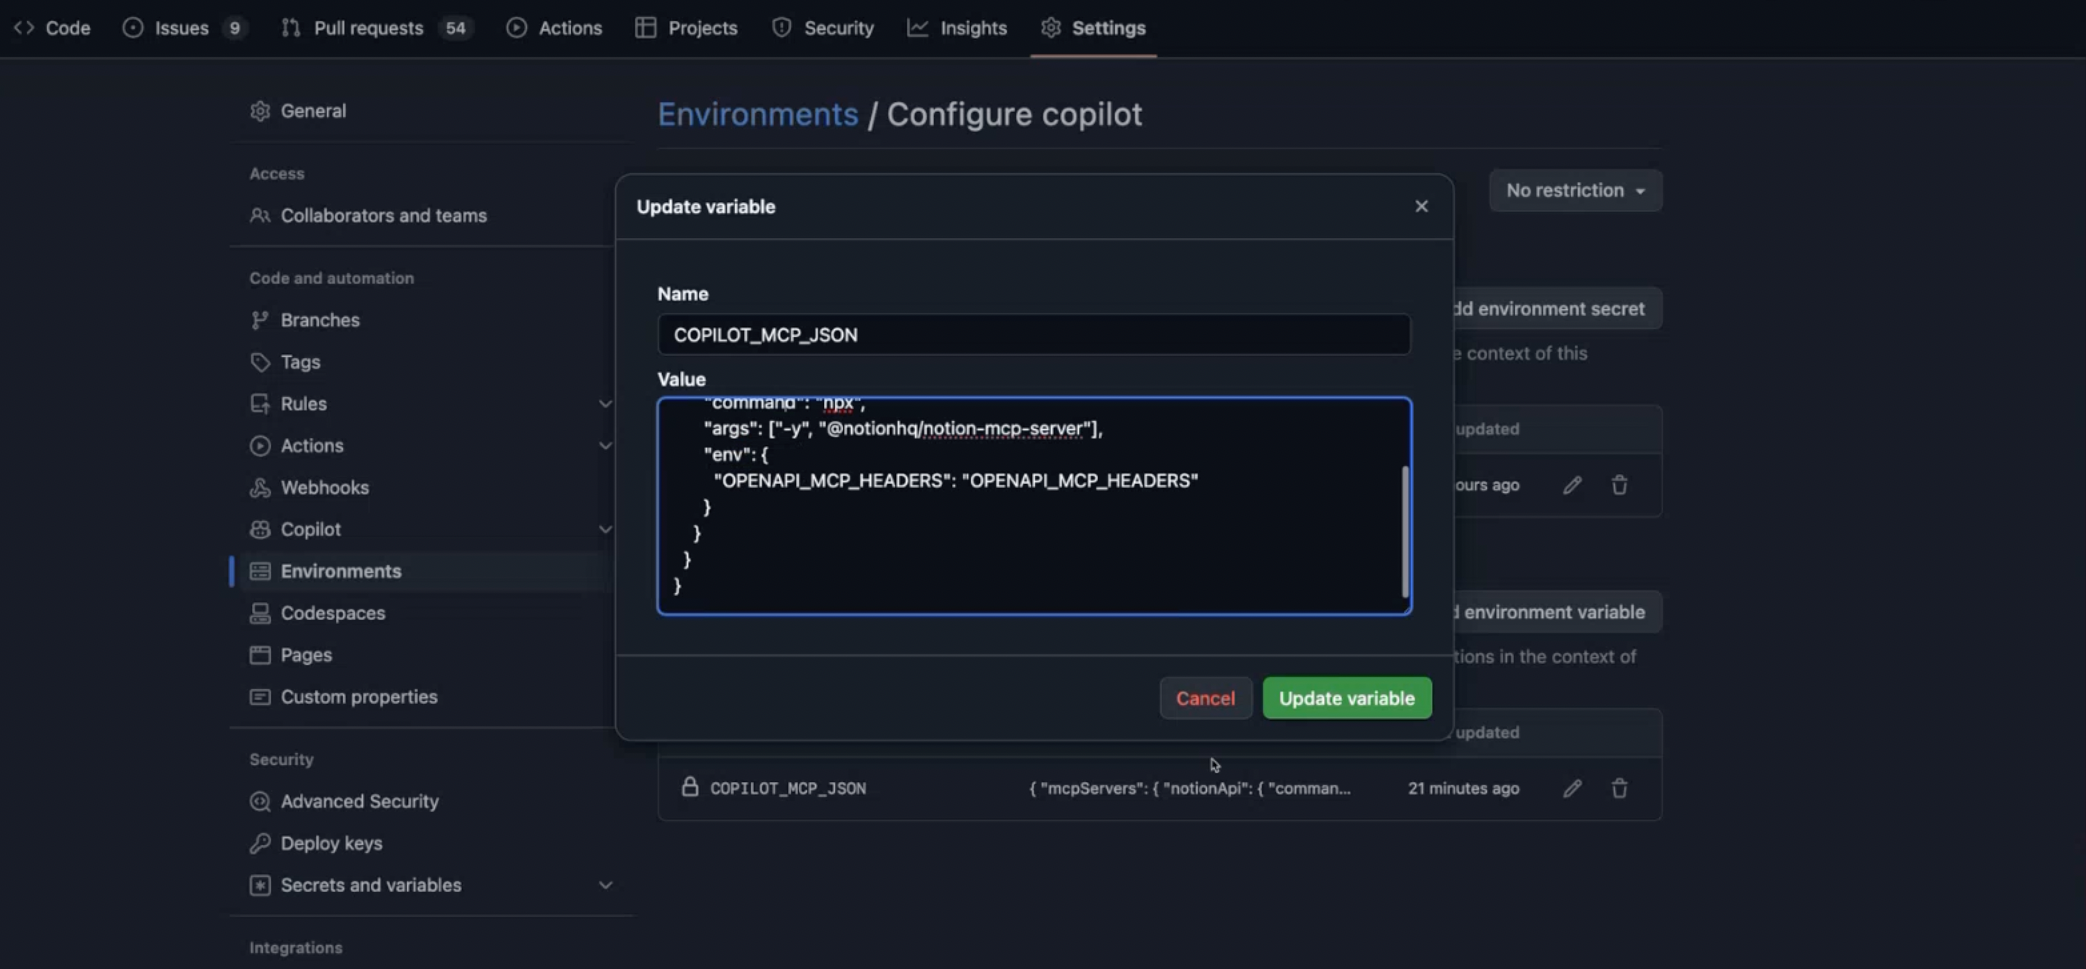 Code
Issues 9
Pull requests 54
Actions
Projects
Security
Insights
Settings
General
Access
Collaborators and teams
Code and automation
Branches
Tags
Rules
Actions
Webhooks
Copilot
Environments
Codespaces
Pages
Custom properties
Security
Advanced Security
Deploy keys
Secrets and variables
Integrations
Environments / Configure copilot
No restriction
Update variable
Name
COPILOT_MCP_JSON
Value
"command": "npx",
"args": ["-y", "@notionhq/notion-mcp-server"],
"env": {
"OPENAPI_MCP_HEADERS": "OPENAPI_MCP_HEADERS"
}
}
}
}
Cancel
Update variable
environment secret
context of this
updated
ours ago
environment variable
tions in the context of
updated
COPILOT_MCP_JSON
{ "mcpServers": { "notionApi": { "comman...
21 minutes ago